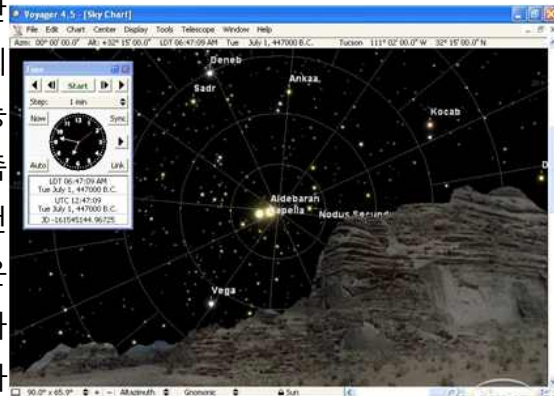 Voyager 4.5 - [Sky Chart]
File Edit Chart Center Display Tools Telescope Window Help
Azm: 00° 00' 00.0" Alt: +32° 15' 00.0" LDT 06:47:09 AM Tue July 1, 447000 B.C. Tucson 111° 02' 00.0" W 32° 15' 00.0" N
Time
Start
Step: 1 min
Now
Sync
Auto
Link
LDT 06:47:09 AM
Tue July 1, 447000 B.C.
UTC 12:47:09
Tue July 1, 447000 B.C.
JD -161545144.96725
Deneb
Sadr
Ankaa
Kocab
Aldebaran
Capella
Nodus Secundus
Vega
90.0° x 65.9°
Altazimuth
Gnomonic
Sun